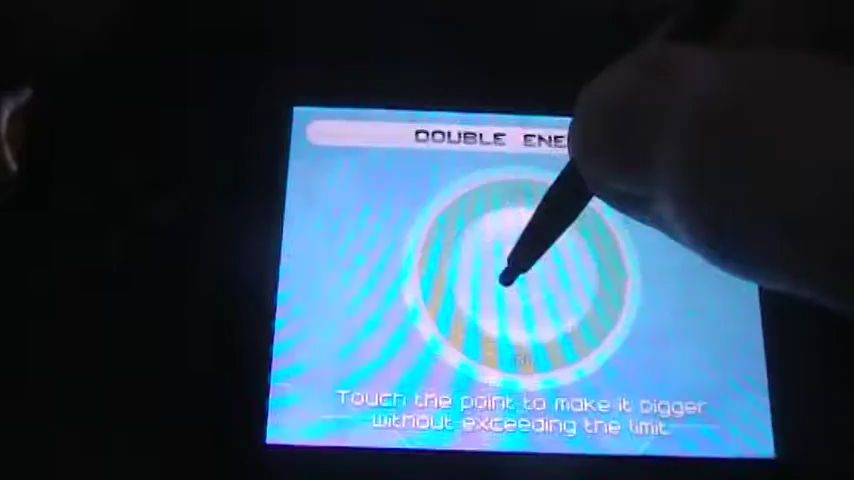 DOUBLE ENE
Touch the point to make it bigger
without exceeding the limit